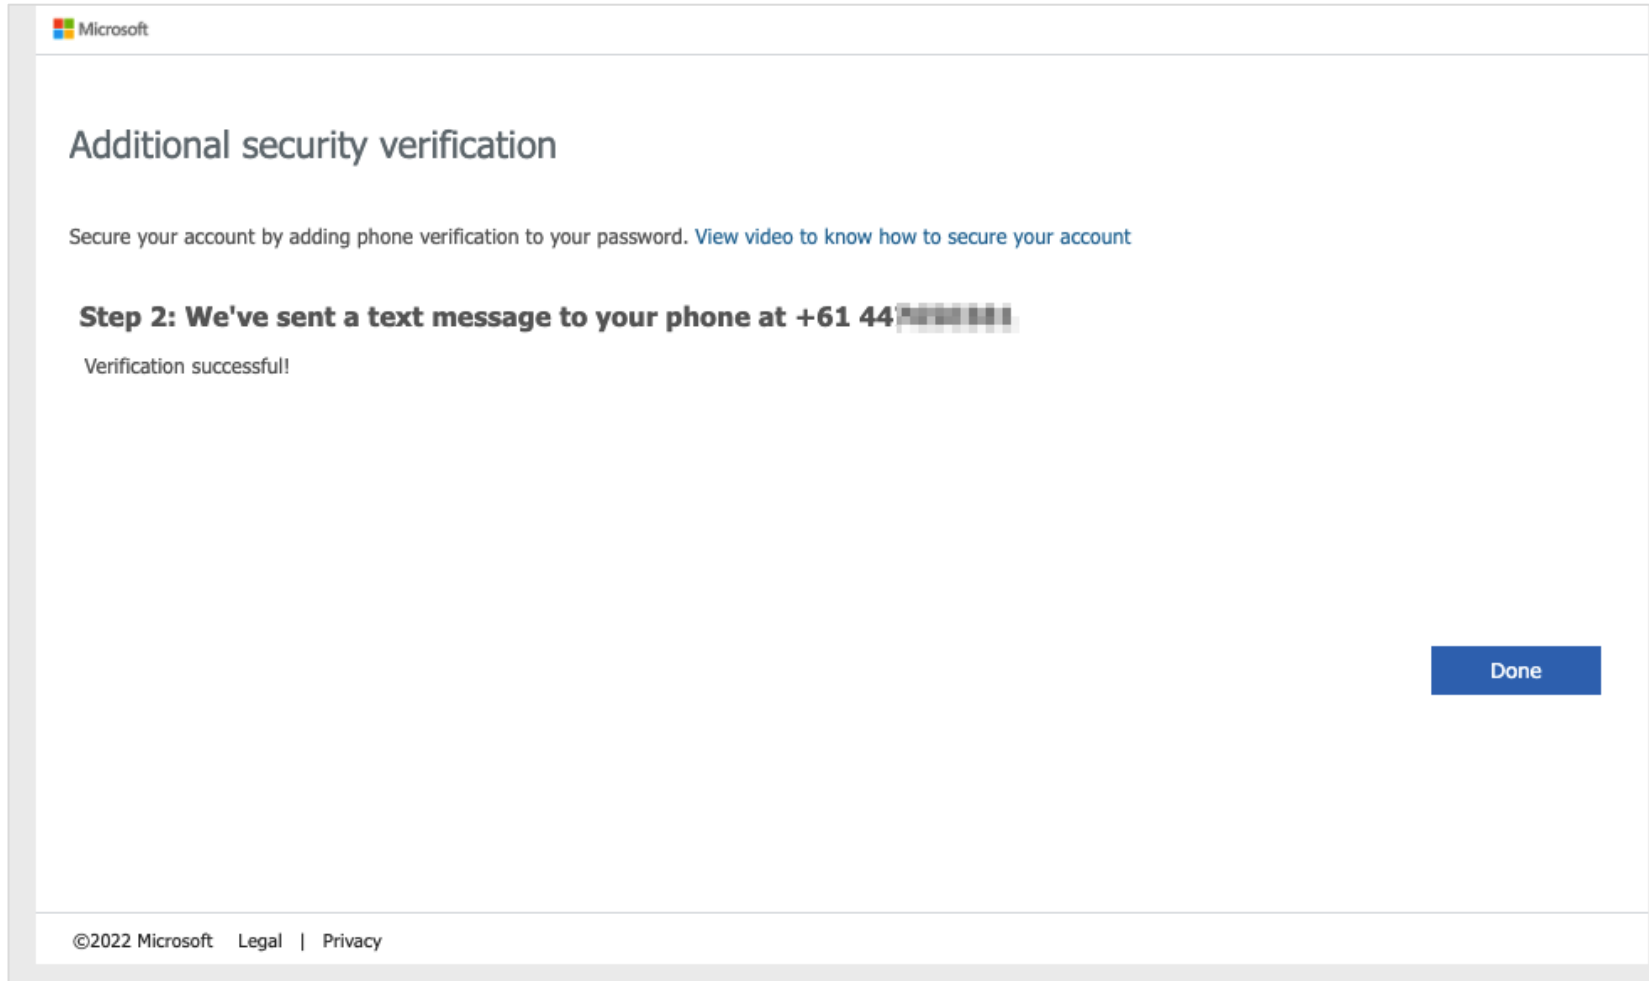 Microsoft
Additional security verification
Secure your account by adding phone verification to your password. View video to know how to secure your account
Step 2: We've sent a text message to your phone at +61 44
Verification successful!
Done
©2022 Microsoft Legal | Privacy